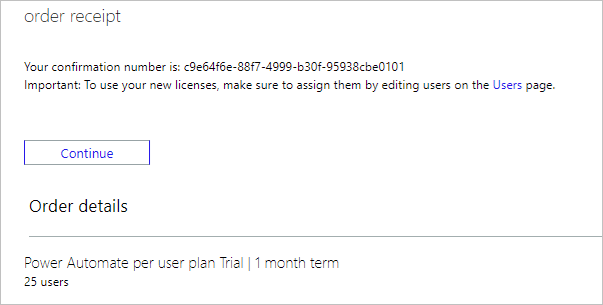 order receipt
Your confirmation number is: c9e64f6e-88f7-4999-b30f-95938cbe0101
Important: To use your new licenses, make sure to assign them by editing users on the Users page.
Continue
Order details
Power Automate per user plan Trial | 1 month term
25 users